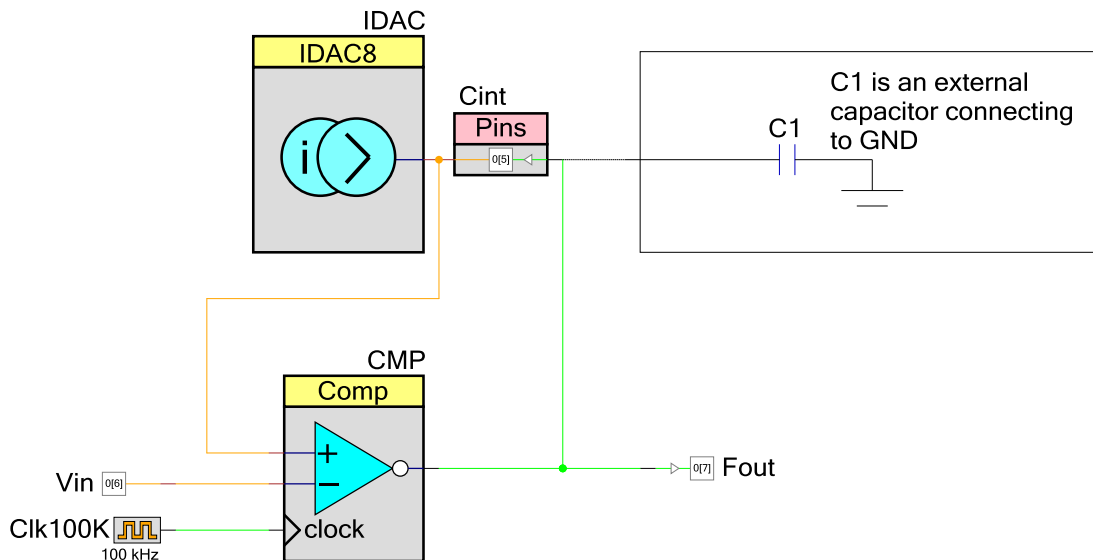 IDAC
IDAC8
i
Cint
Pins
0[5]
C1 is an external
capacitor connecting
to GND
C1
CMP
Comp
+
−
Vin
0[6]
0[7]
Fout
Clk100K
clock
100 kHz